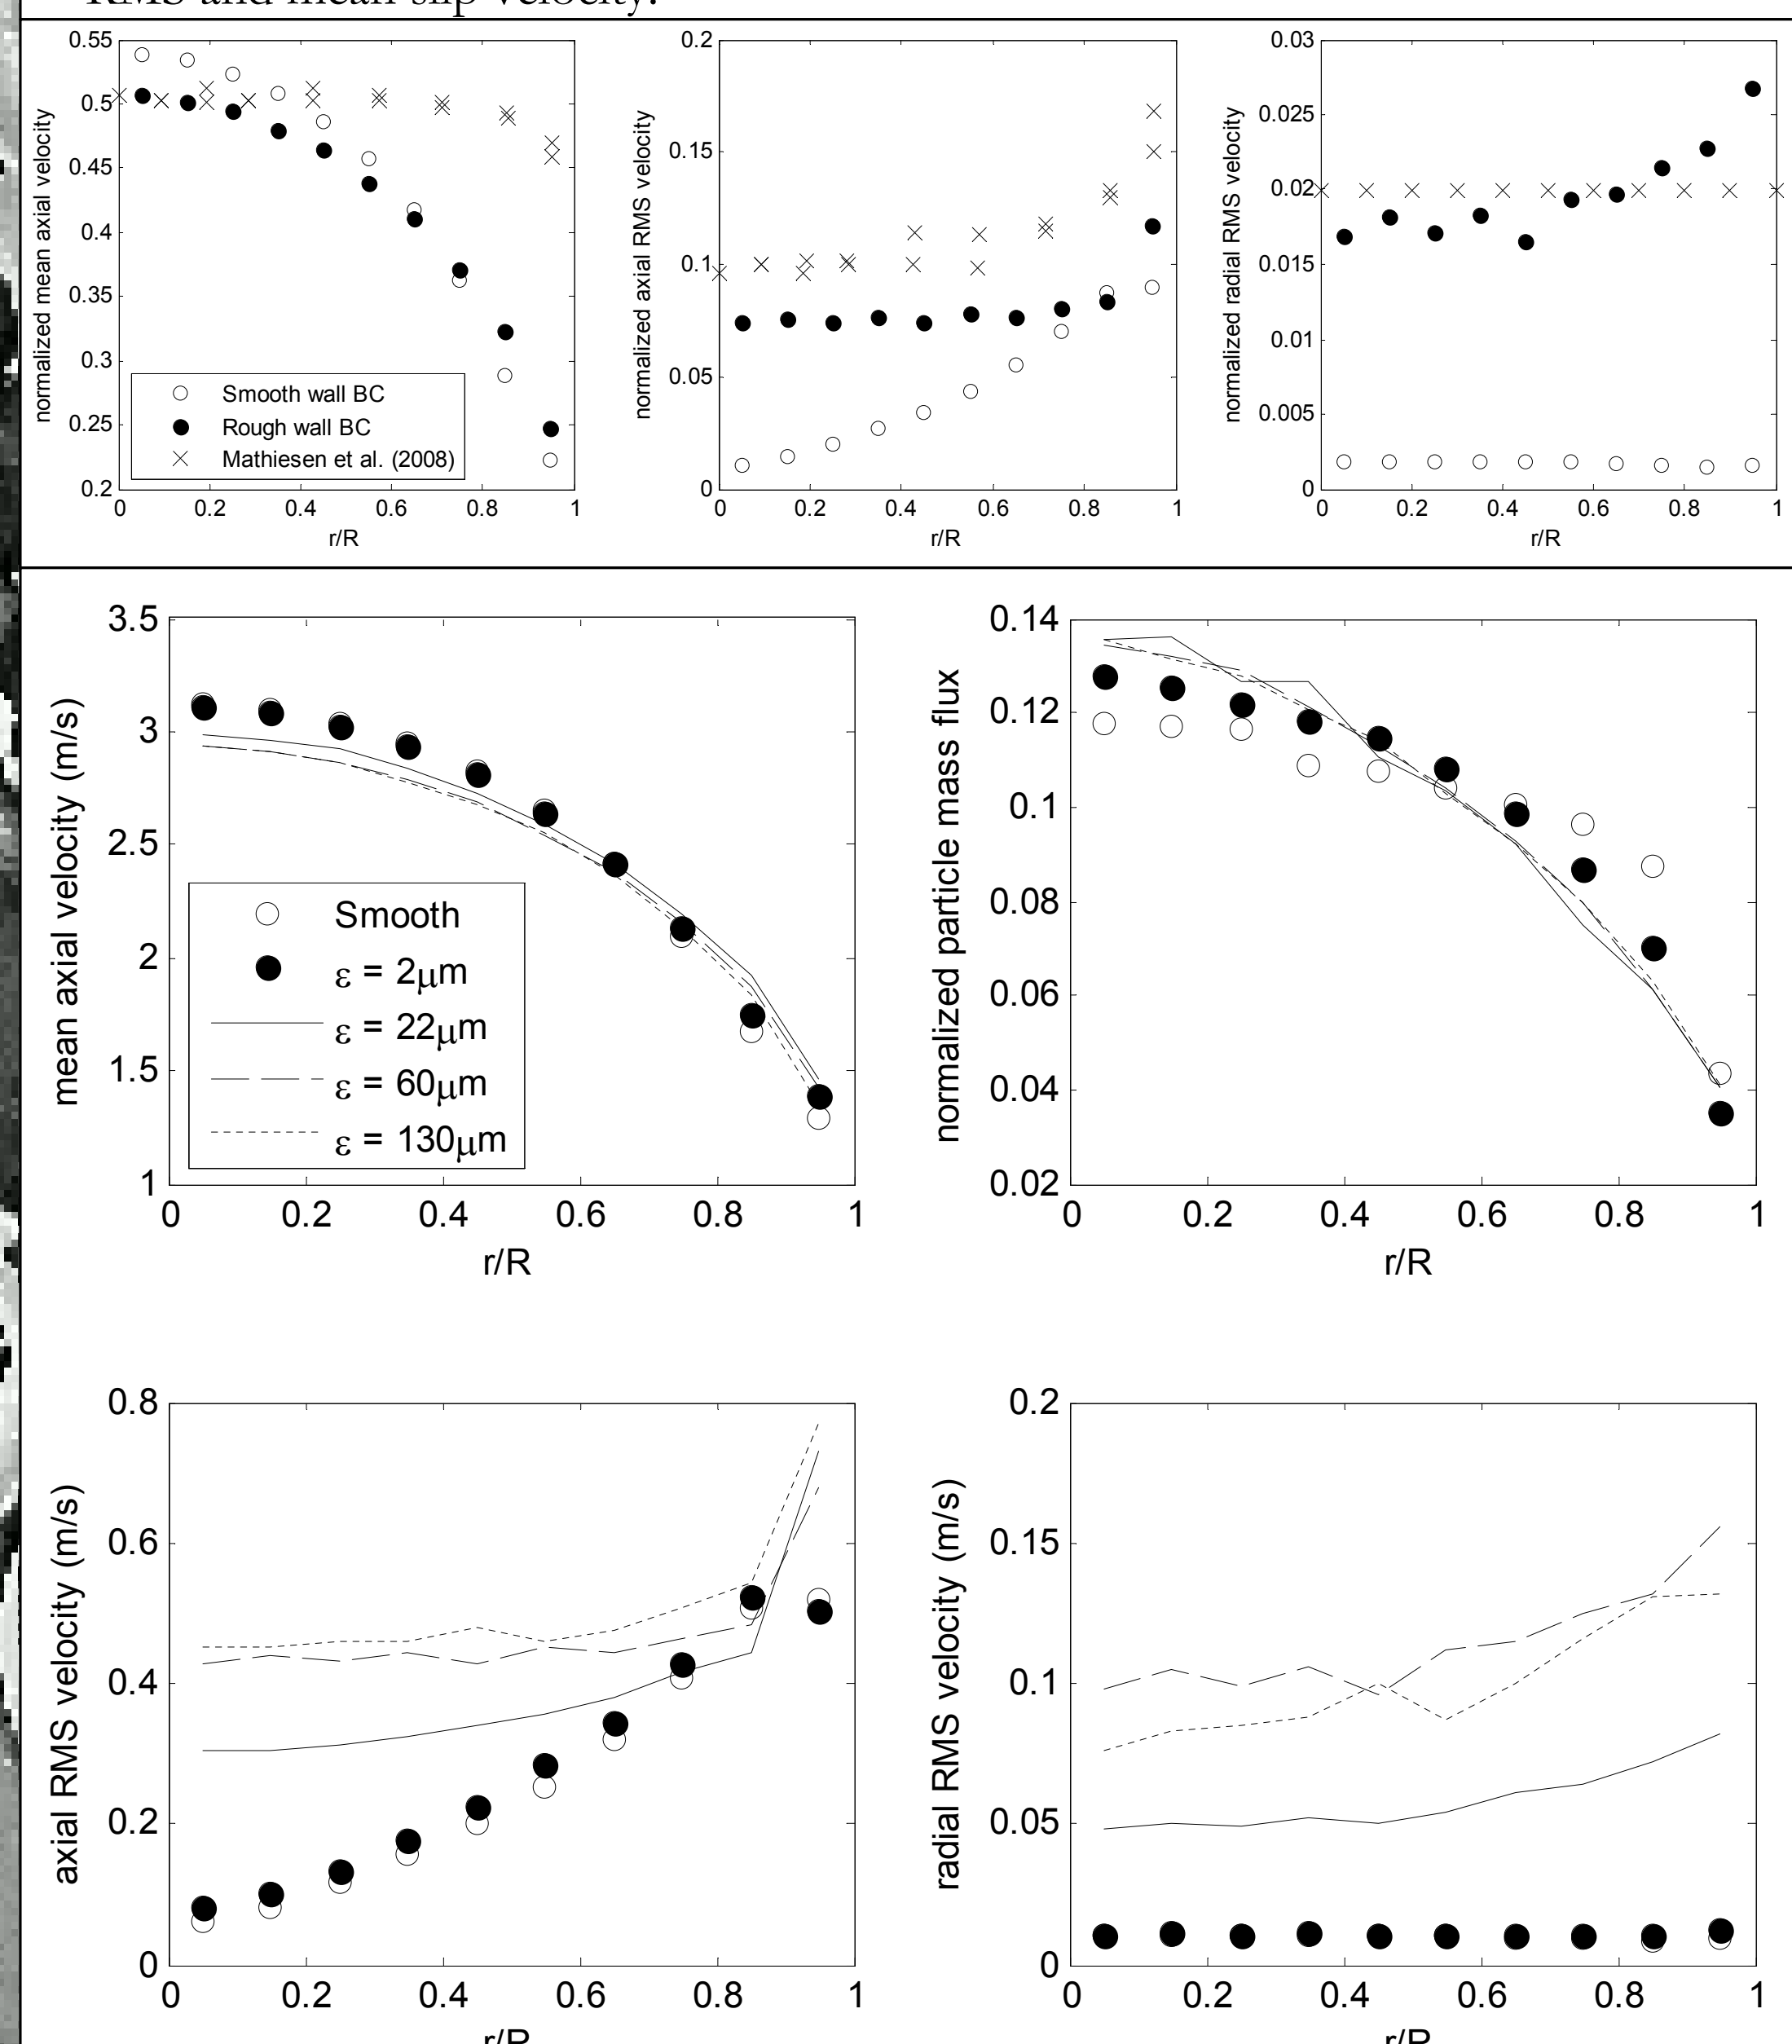 RMS and mean slip velocity.
normalized mean axial velocity
0.55
0.5
0.45
0.4
0.35
0.3
0.25
0.2
0 0.2 0.4 0.6 0.8 1
r/R
Smooth wall BC
Rough wall BC
Mathiesen et al. (2008)
normalized axial RMS velocity
0.2
0.15
0.1
0.05
0
0 0.2 0.4 0.6 0.8 1
r/R
normalized radial RMS velocity
0.03
0.025
0.02
0.015
0.01
0.005
0
0 0.2 0.4 0.6 0.8 1
r/R
mean axial velocity (m/s)
3.5
3
2.5
2
1.5
1
0 0.2 0.4 0.6 0.8 1
r/R
Smooth
ε = 2μm
ε = 22μm
ε = 60μm
ε = 130μm
normalized particle mass flux
0.14
0.12
0.1
0.08
0.06
0.04
0.02
0 0.2 0.4 0.6 0.8 1
r/R
axial RMS velocity (m/s)
0.8
0.6
0.4
0.2
0
0 0.2 0.4 0.6 0.8 1
r/R
radial RMS velocity (m/s)
0.2
0.15
0.1
0.05
0
0 0.2 0.4 0.6 0.8 1
r/R